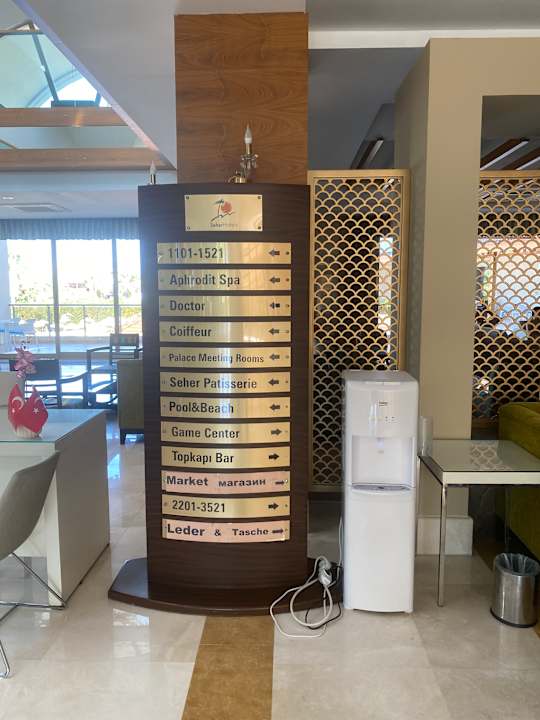 1101-1521
Aphrodit Spa
Doctor
Coiffeur
Palace Meeting Rooms
Seher Patisserie
Pool&Beach
Game Center
Topkapı Bar
Market магазин
2201-3521
Leder & Tasche